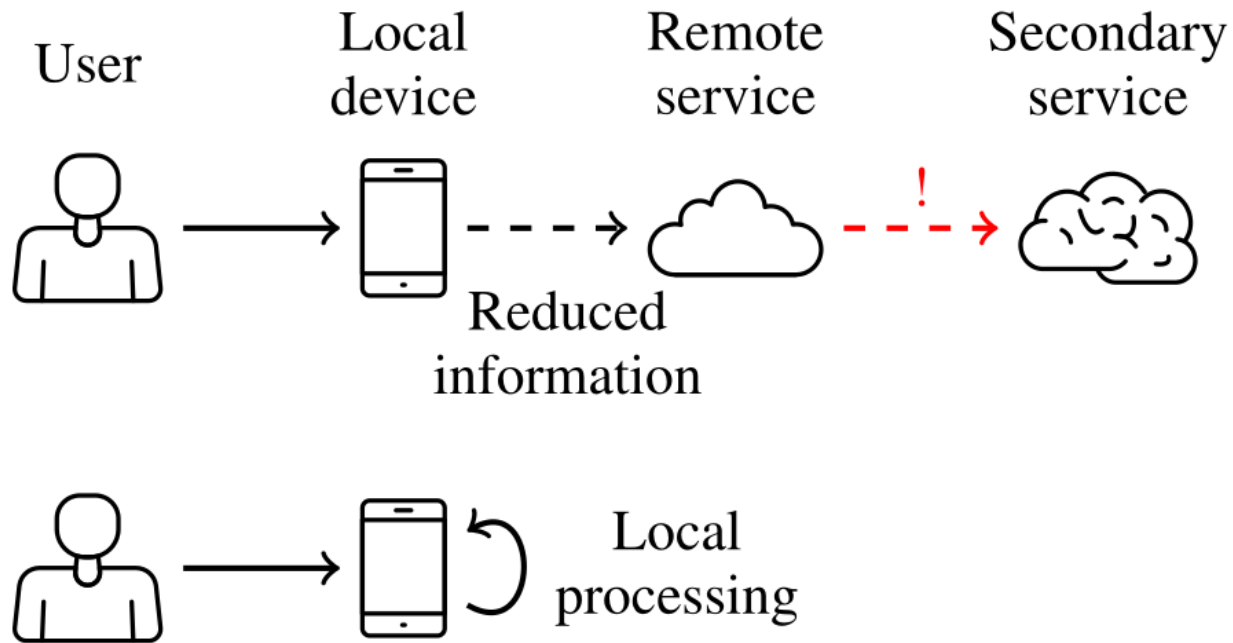 User
Local
device
Remote
service
Secondary
service
!
Reduced
information
Local
processing